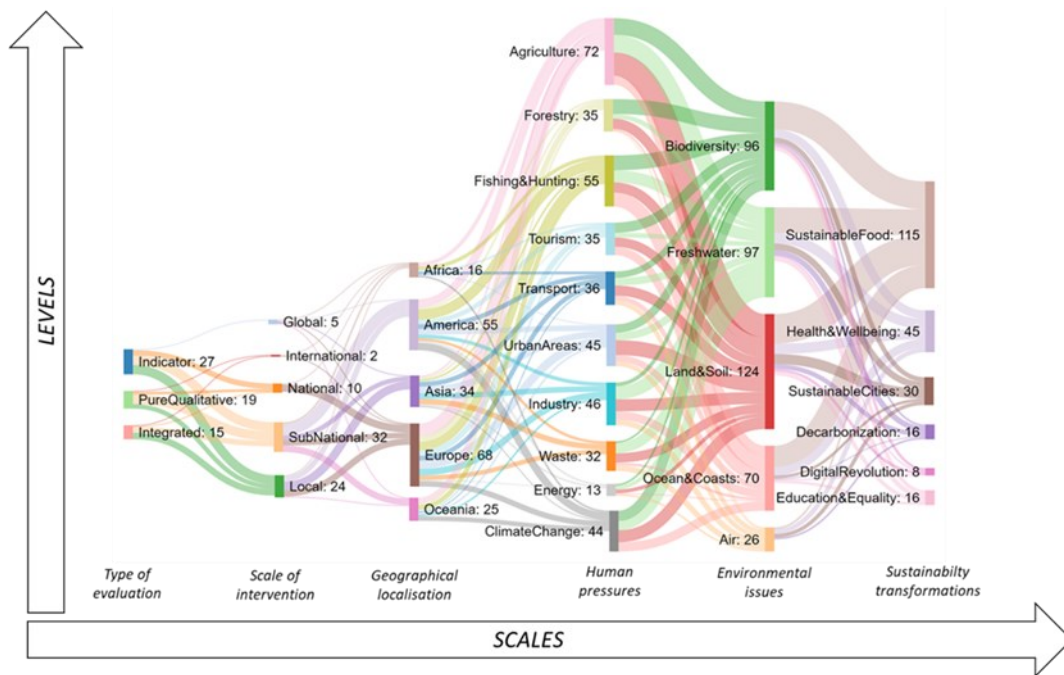 LEVELS
Indicator: 27
PureQualitative: 19
Integrated: 15
Global: 5
International: 2
National: 10
SubNational: 32
Local: 24
Africa: 16
America: 55
Asia: 34
Europe: 68
Oceania: 25
Agriculture: 72
Forestry: 35
Fishing&Hunting: 55
Tourism: 35
Transport: 36
UrbanAreas: 45
Industry: 46
Waste: 32
Energy: 13
ClimateChange: 44
Biodiversity: 96
Freshwater: 97
Land&Soil: 124
Ocean&Coasts: 70
Air: 26
SustainableFood: 115
Health&Wellbeing: 45
SustainableCities: 30
Decarbonization: 16
DigitalRevolution: 8
Education&Equality: 16
Type of
evaluation
Scale of
intervention
Geographical
localisation
Human
pressures
Environmental
issues
Sustainabilty
transformations
SCALES